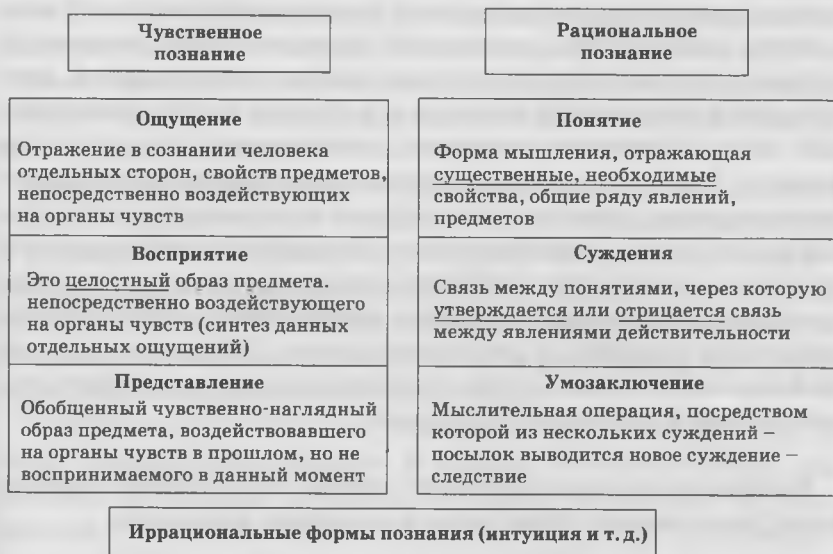 Чувственное
познание
Рациональное
познание
Ощущение
Отражение в сознании человека
отдельных сторон, свойств предметов,
непосредственно воздействующих
на органы чувств
Восприятие
Это целостный образ предмета.
непосредственно воздействующего
на органы чувств (синтез данных
отдельных ощущений)
Представление
Обобщенный чувственно-наглядный
образ предмета, воздействовавшего
на органы чувств в прошлом, но не
воспринимаемого в данный момент
Понятие
Форма мышления, отражающая
существенные, необходимые
свойства, общие ряду явлений,
предметов
Суждения
Связь между понятиями, через которую
утверждается или отрицается связь
между явлениями действительности
Умозаключение
Мыслительная операция, посредством
которой из нескольких суждений –
посылок выводится новое суждение –
следствие
Иррациональные формы познания (интуиция и т. д.)